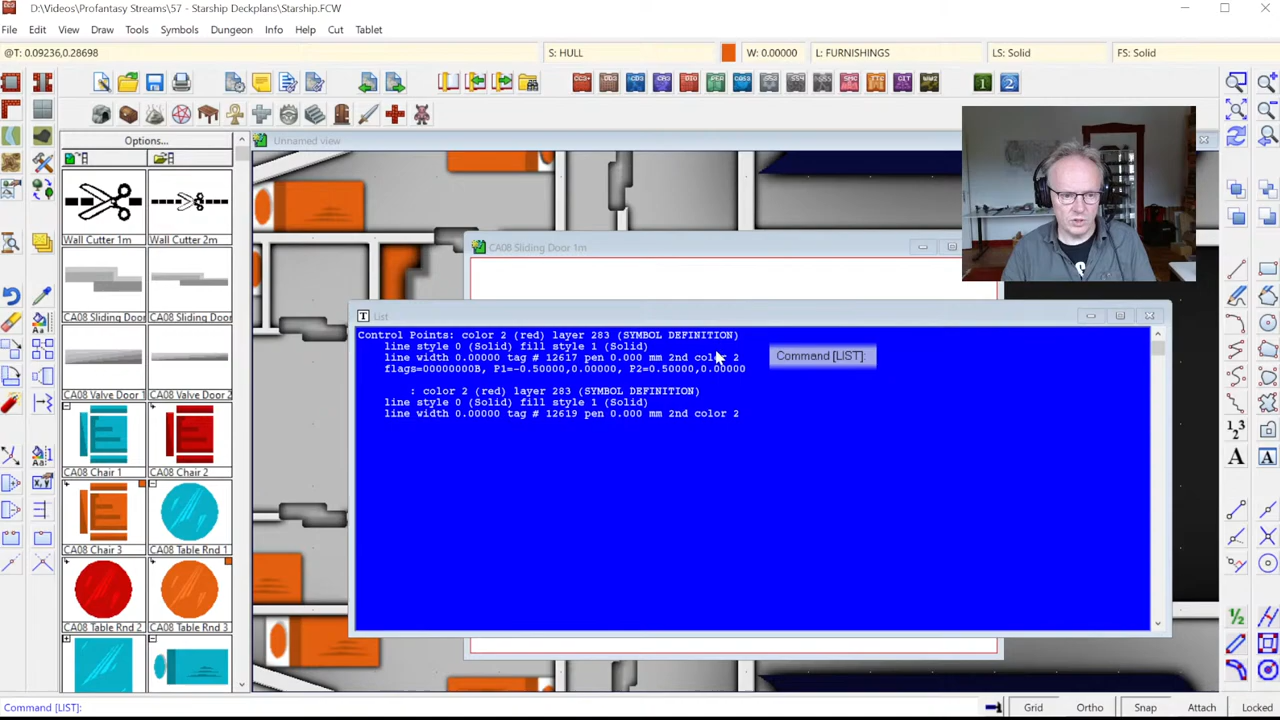 D:\Videos\Profantasy Streams\57 - Starship Deckplans\Starship.FCW
File Edit View Draw Tools Symbols Dungeon Info Help Cut Tablet
@T: 0.09236,0.28698 S: HULL W: 0.00000 L: FURNISHINGS LS: Solid FS: Solid
Options...
Unnamed view
Wall Cutter 1m Wall Cutter 2m
CA08 Sliding Door CA08 Sliding Door
CA08 Valve Door 1 CA08 Valve Door 2
CA08 Chair 1 CA08 Chair 2
CA08 Chair 3 CA08 Table Rnd 1
CA08 Table Rnd 2 CA08 Table Rnd 3
CA08 Sliding Door 1m
List
Control Points: color 2 (red) layer 283 (SYMBOL DEFINITION)
line style 0 (Solid) fill style 1 (Solid)
line width 0.00000 tag # 12617 pen 0.000 mm 2nd color 2
flags=00000000B, P1=-0.50000,0.00000, P2=0.50000,0.00000
: color 2 (red) layer 283 (SYMBOL DEFINITION)
line style 0 (Solid) fill style 1 (Solid)
line width 0.00000 tag # 12619 pen 0.000 mm 2nd color 2
Command [LIST]:
Command [LIST]:
Grid Ortho Snap Attach Locked